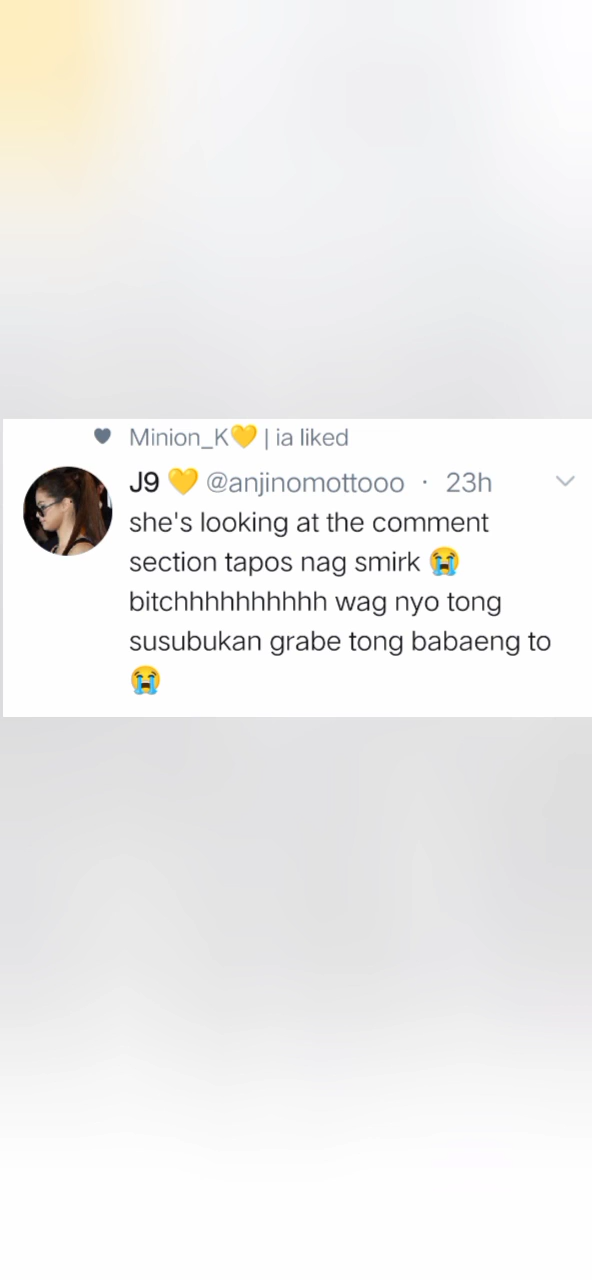 Minion_K💛 | ia liked
J9 💛 @anjinomottooo · 23h
she's looking at the comment
section tapos nag smirk 😭
bitchhhhhhhhhh wag nyo tong
susubukan grabe tong babaeng to
😭